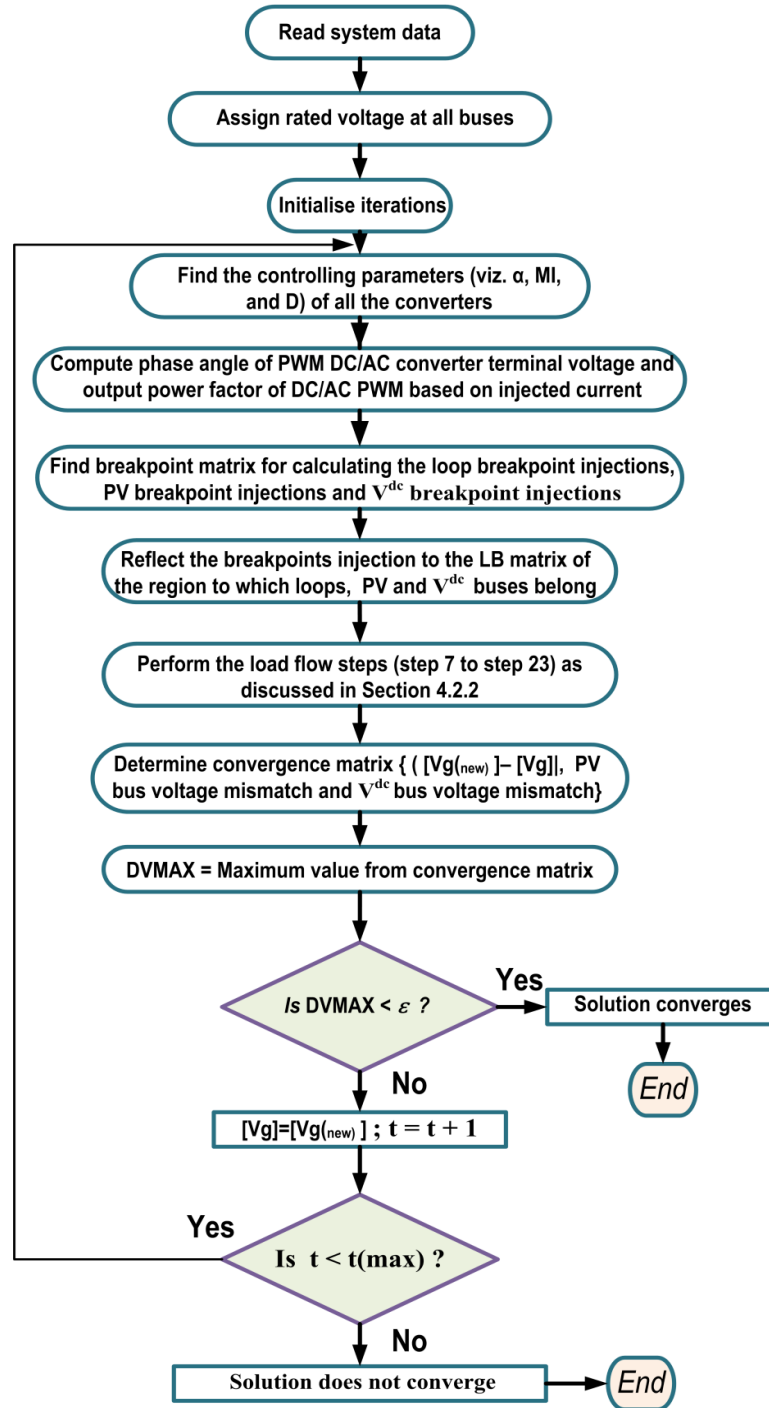 Read system data
Assign rated voltage at all buses
Initialise iterations
Find the controlling parameters (viz. α, MI,
and D) of all the converters
Compute phase angle of PWM DC/AC converter terminal voltage and
output power factor of DC/AC PWM based on injected current
Find breakpoint matrix for calculating the loop breakpoint injections,
PV breakpoint injections and V^dc breakpoint injections
Reflect the breakpoints injection to the LB matrix of
the region to which loops, PV and V^dc buses belong
Perform the load flow steps (step 7 to step 23) as
discussed in Section 4.2.2
Determine convergence matrix { ( [Vg(new) ]– [Vg]|, PV
bus voltage mismatch and V^dc bus voltage mismatch}
DVMAX = Maximum value from convergence matrix
Is DVMAX < ε ?
Yes
Solution converges
End
No
[Vg]=[Vg(new) ] ; t = t + 1
Yes
Is t < t(max) ?
No
Solution does not converge
End